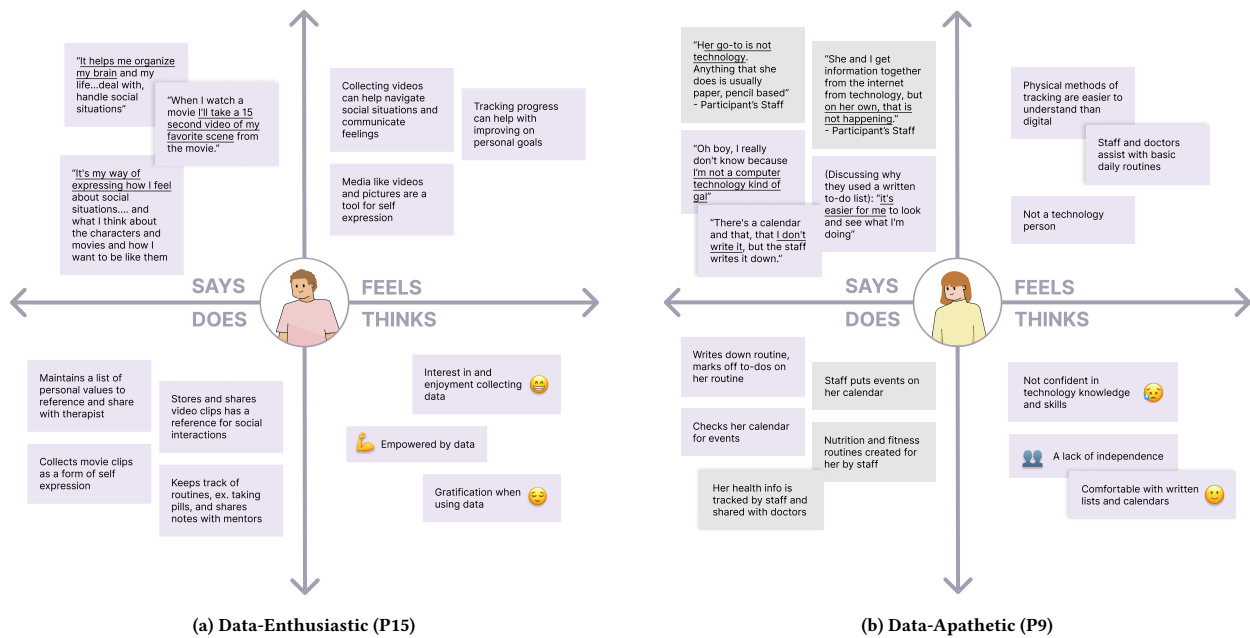 "It helps me organize
my brain and my
life...deal with,
handle social
situations"
"When I watch a
movie I'll take a 15
second video of my
favorite scene from
the movie."
"It's my way of
expressing how I feel
about social
situations.... and
what I think about
the characters and
movies and how I
want to be like them
Collecting videos
can help navigate
social situations and
communicate
feelings
Tracking progress
can help with
improving on
personal goals
Media like videos
and pictures are a
tool for self
expression
SAYS
FEELS
DOES
THINKS
Maintains a list of
personal values to
reference and share
with therapist
Stores and shares
video clips has a
reference for social
interactions
Collects movie clips
as a form of self
expression
Keeps track of
routines, ex. taking
pills, and shares
notes with mentors
Interest in and
enjoyment collecting
data
Empowered by data
Gratification when
using data
(a) Data-Enthusiastic (P15)
"Her go-to is not
technology.
Anything that she
does is usually
paper, pencil based"
- Participant's Staff
"She and I get
information together
from the internet
from technology, but
on her own, that is
not happening."
- Participant's Staff
"Oh boy, I really
don't know because
I'm not a computer
technology kind of
gal"
(Discussing why
they used a written
to-do list): "it's
easier for me to look
and see what I'm
doing"
"There's a calendar
and that, that I don't
write it, but the staff
writes it down."
Physical methods of
tracking are easier to
understand than
digital
Staff and doctors
assist with basic
daily routines
Not a technology
person
SAYS
FEELS
DOES
THINKS
Writes down routine,
marks off to-dos on
her routine
Staff puts events on
her calendar
Checks her calendar
for events
Nutrition and fitness
routines created for
her by staff
Her health info is
tracked by staff and
shared with doctors
Not confident in
technology knowledge
and skills
A lack of independence
Comfortable with written
lists and calendars
(b) Data-Apathetic (P9)